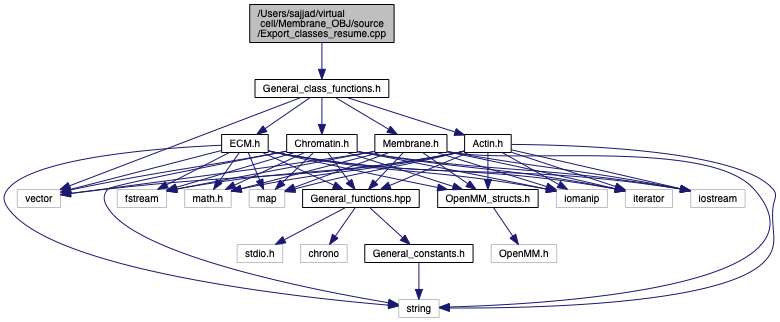 /Users/sajjad/virtual
cell/Membrane_OBJ/source
/Export_classes_resume.cpp
General_class_functions.h
ECM.h
Chromatin.h
Membrane.h
Actin.h
vector
fstream
math.h
map
General_functions.hpp
OpenMM_structs.h
iomanip
iterator
iostream
stdio.h
chrono
General_constants.h
OpenMM.h
string